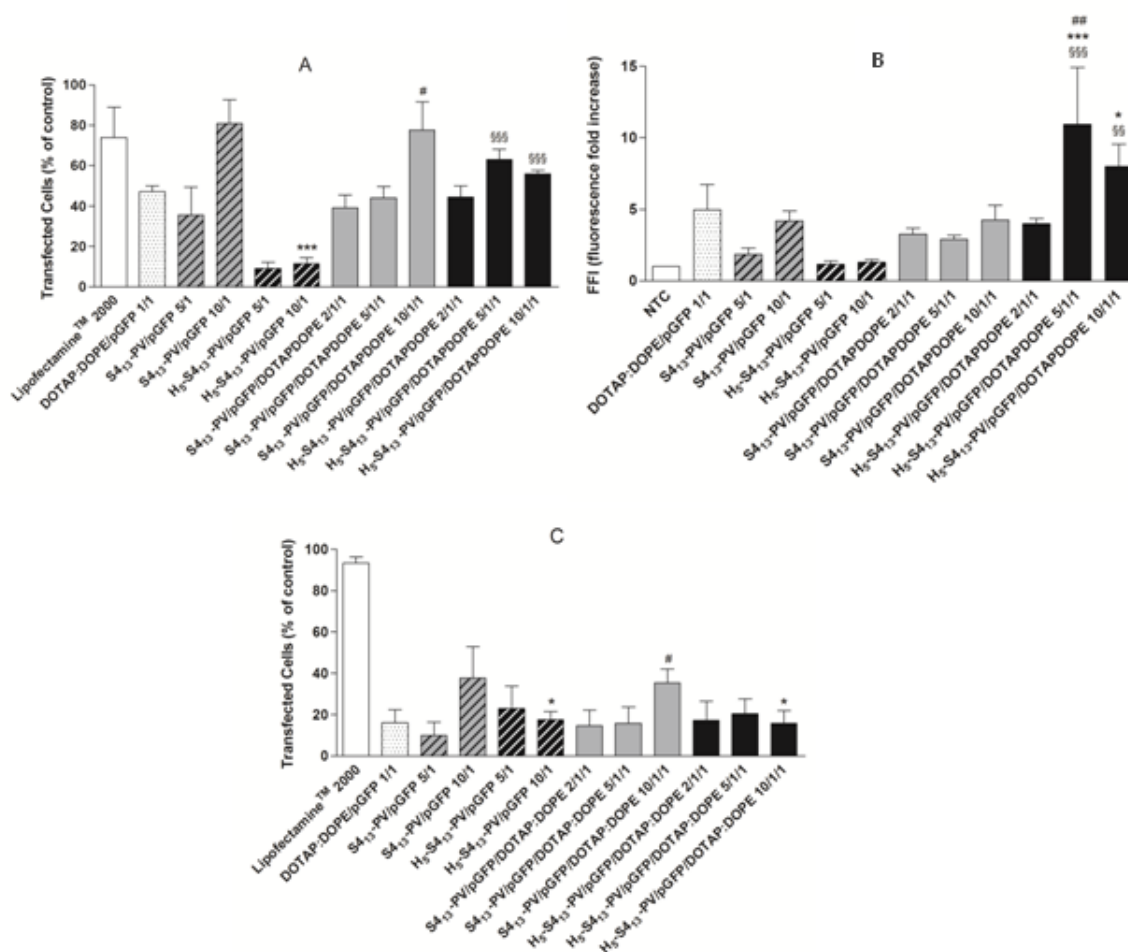 A
Transfected Cells (% of control)
100
80
60
40
20
0
#
***
§§§
§§§
Lipofectamine™ 2000
DOTAP:DOPE/pGFP 1/1
S4₁₃-PV/pGFP 5/1
S4₁₃-PV/pGFP 10/1
H₅-S4₁₃-PV/pGFP 5/1
H₅-S4₁₃-PV/pGFP 10/1
S4₁₃-PV/pGFP/DOTAPDOPE 2/1/1
S4₁₃-PV/pGFP/DOTAPDOPE 5/1/1
S4₁₃-PV/pGFP/DOTAPDOPE 10/1/1
H₅-S4₁₃-PV/pGFP/DOTAPDOPE 2/1/1
H₅-S4₁₃-PV/pGFP/DOTAPDOPE 5/1/1
H₅-S4₁₃-PV/pGFP/DOTAPDOPE 10/1/1
B
FFI (fluorescence fold increase)
15
10
5
0
##
***
§§§
*
§§
NTC
DOTAP:DOPE/pGFP 1/1
S4₁₃-PV/pGFP 5/1
S4₁₃-PV/pGFP 10/1
H₅-S4₁₃-PV/pGFP 5/1
H₅-S4₁₃-PV/pGFP 10/1
S4₁₃-PV/pGFP/DOTAPDOPE 2/1/1
S4₁₃-PV/pGFP/DOTAPDOPE 5/1/1
S4₁₃-PV/pGFP/DOTAPDOPE 10/1/1
H₅-S4₁₃-PV/pGFP/DOTAPDOPE 2/1/1
H₅-S4₁₃-PV/pGFP/DOTAPDOPE 5/1/1
H₅-S4₁₃-PV/pGFP/DOTAPDOPE 10/1/1
C
Transfected Cells (% of control)
100
80
60
40
20
0
*
#
*
Lipofectamine™ 2000
DOTAP:DOPE/pGFP 1/1
S4₁₃-PV/pGFP 5/1
S4₁₃-PV/pGFP 10/1
H₅-S4₁₃-PV/pGFP 5/1
H₅-S4₁₃-PV/pGFP 10/1
S4₁₃-PV/pGFP/DOTAP:DOPE 2/1/1
S4₁₃-PV/pGFP/DOTAP:DOPE 5/1/1
S4₁₃-PV/pGFP/DOTAP:DOPE 10/1/1
H₅-S4₁₃-PV/pGFP/DOTAP:DOPE 2/1/1
H₅-S4₁₃-PV/pGFP/DOTAP:DOPE 5/1/1
H₅-S4₁₃-PV/pGFP/DOTAP:DOPE 10/1/1